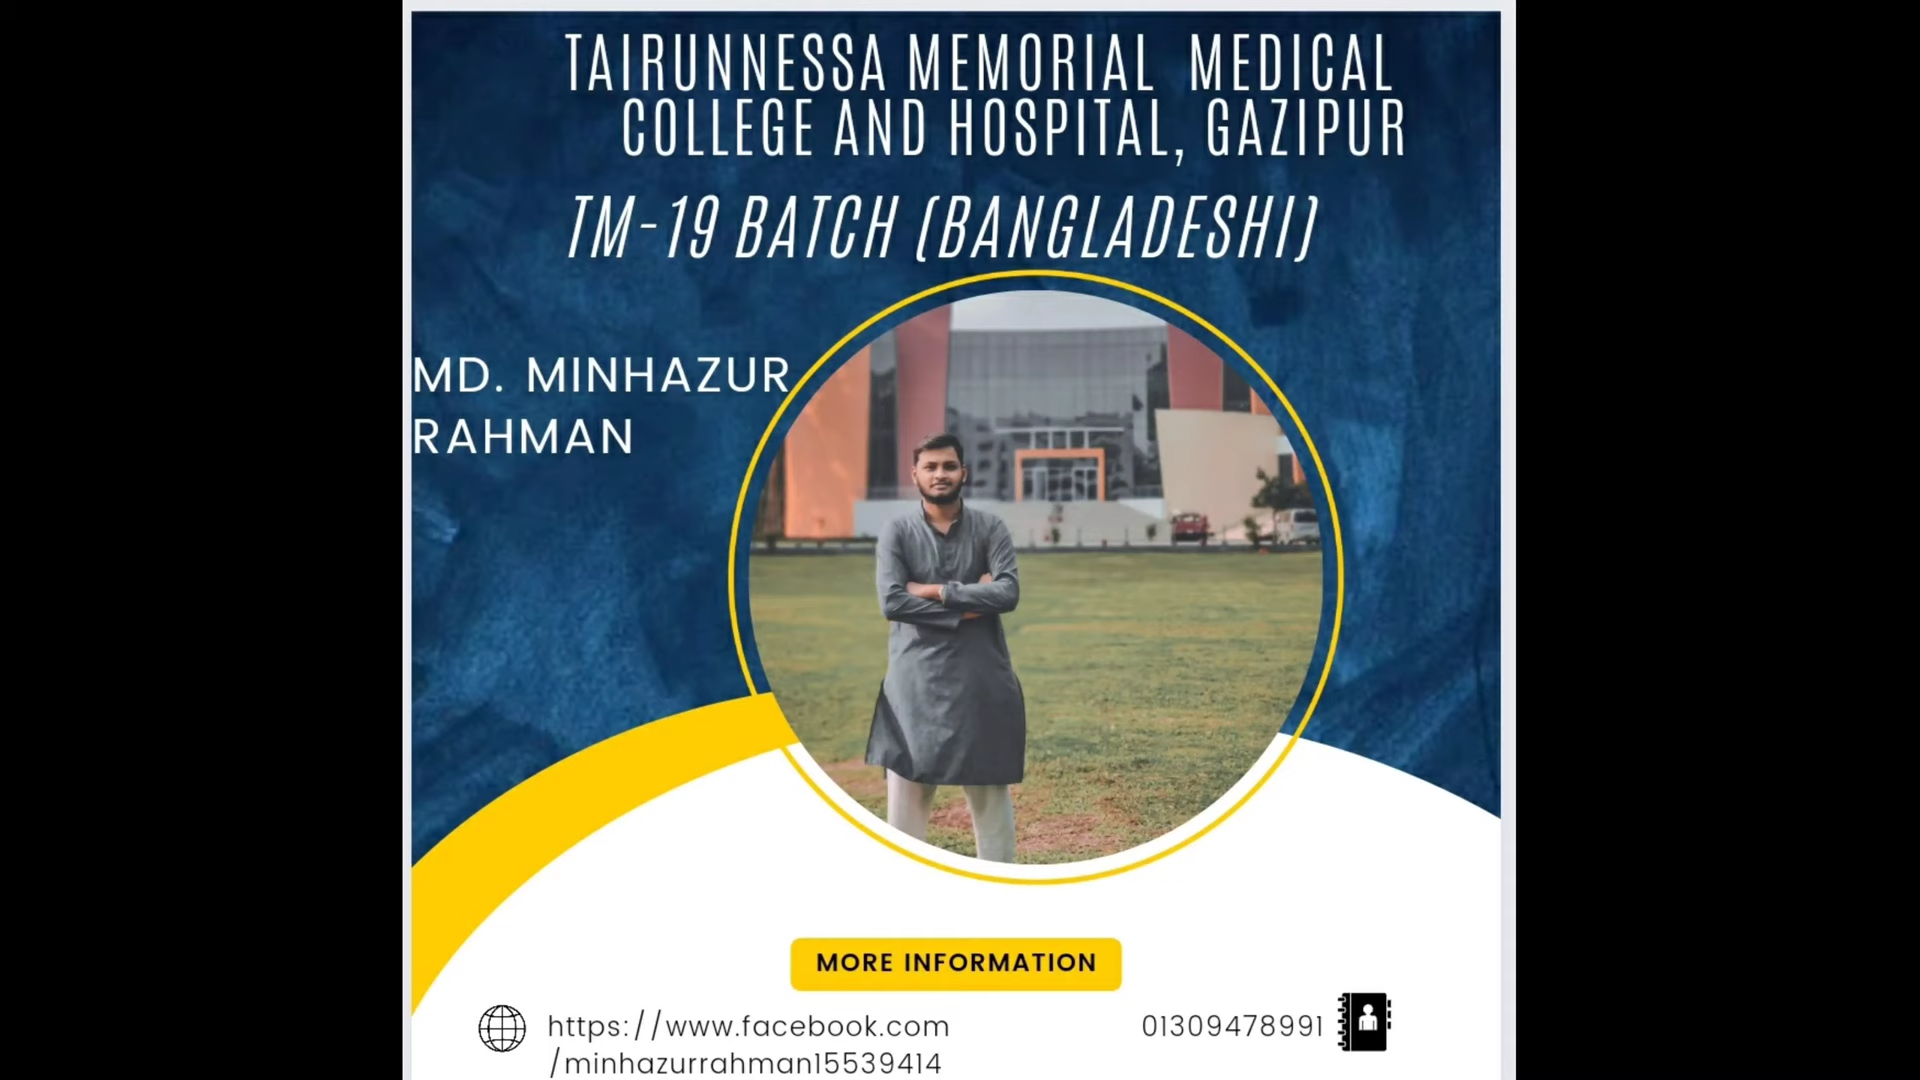 TAIRUNNESSA MEMORIAL MEDICAL
COLLEGE AND HOSPITAL, GAZIPUR
TM-19 BATCH (BANGLADESHI)
MD. MINHAZUR
RAHMAN
MORE INFORMATION
https://www.facebook.com
/minhazurrahman15539414
01309478991